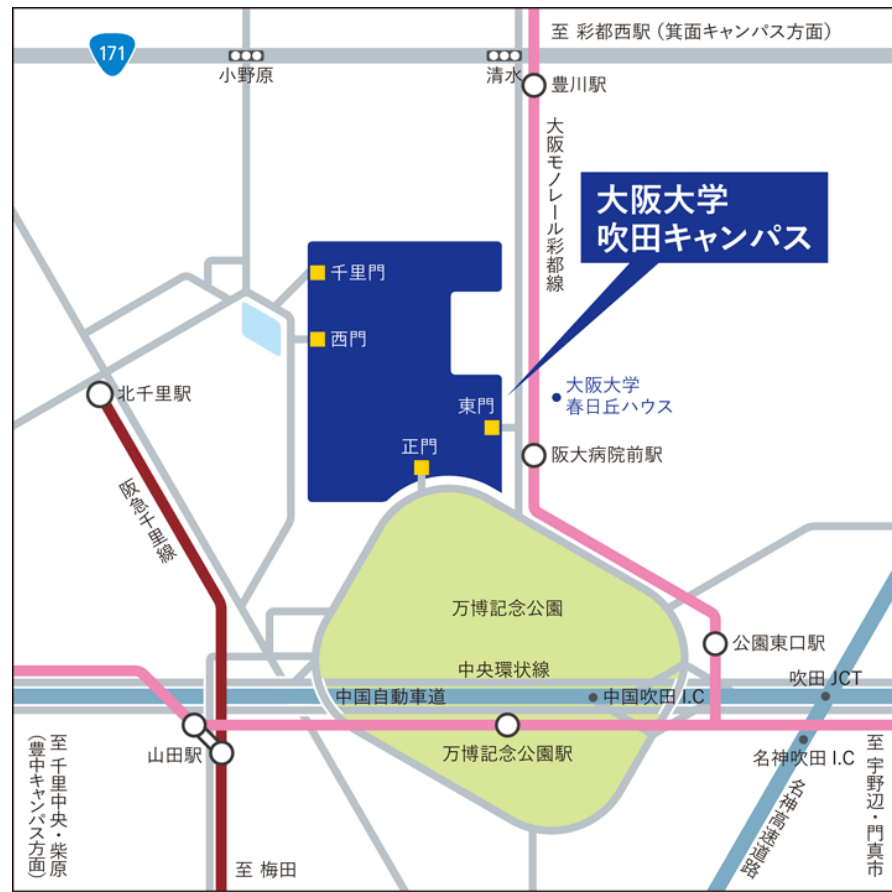 至 彩都西駅 (箕面キャンパス方面)
171
小野原
清水
豊川駅
大阪モノレール彩都線
大阪大学
吹田キャンパス
千里門
西門
北千里駅
大阪大学
春日丘ハウス
東門
正門
阪大病院前駅
阪急千里線
万博記念公園
公園東口駅
中央環状線
中国自動車道
中国吹田 I.C
吹田 JCT
山田駅
万博記念公園駅
名神吹田 I.C
至 千里中央・柴原
(豊中キャンパス方面)
至 宇野辺・門真市
名神高速道路
至 梅田